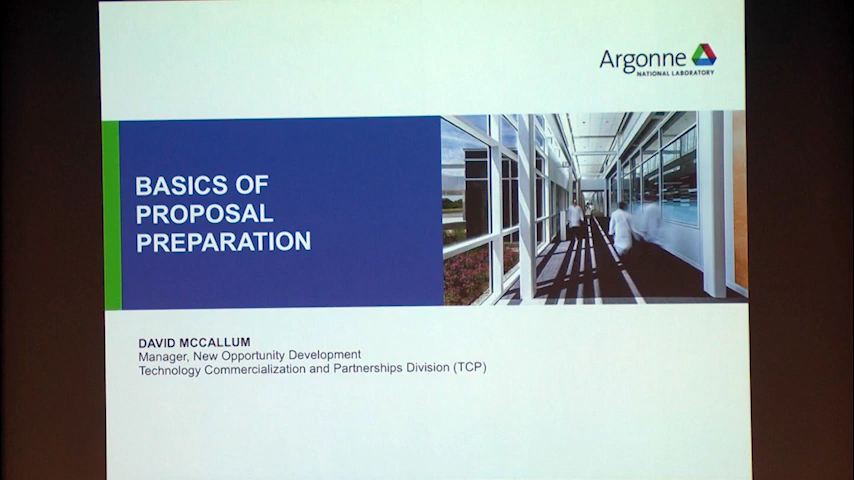 Argonne
NATIONAL LABORATORY
BASICS OF
PROPOSAL
PREPARATION
DAVID MCCALLUM
Manager, New Opportunity Development
Technology Commercialization and Partnerships Division (TCP)